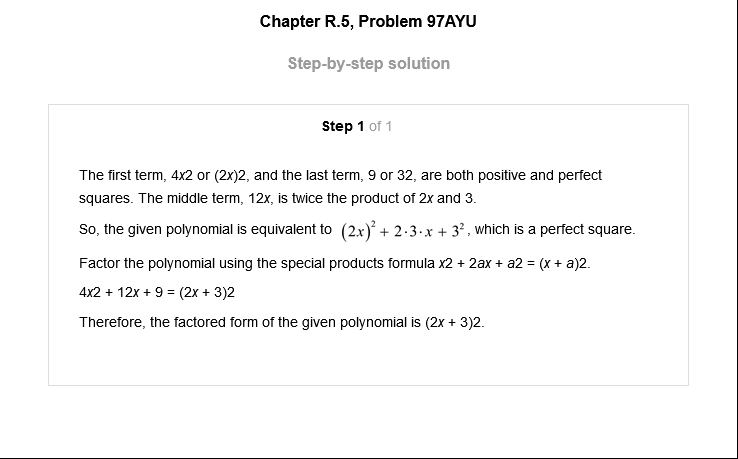 Chapter R.5, Problem 97AYU
Step-by-step solution
Step 1 of 1
The first term, 4x2 or (2x)2, and the last term, 9 or 32, are both positive and perfect
squares. The middle term, 12x, is twice the product of 2x and 3.
So, the given polynomial is equivalent to (2x)² + 2·3·x + 3², which is a perfect square.
Factor the polynomial using the special products formula x2 + 2ax + a2 = (x + a)2.
4x2 + 12x + 9 = (2x + 3)2
Therefore, the factored form of the given polynomial is (2x + 3)2.